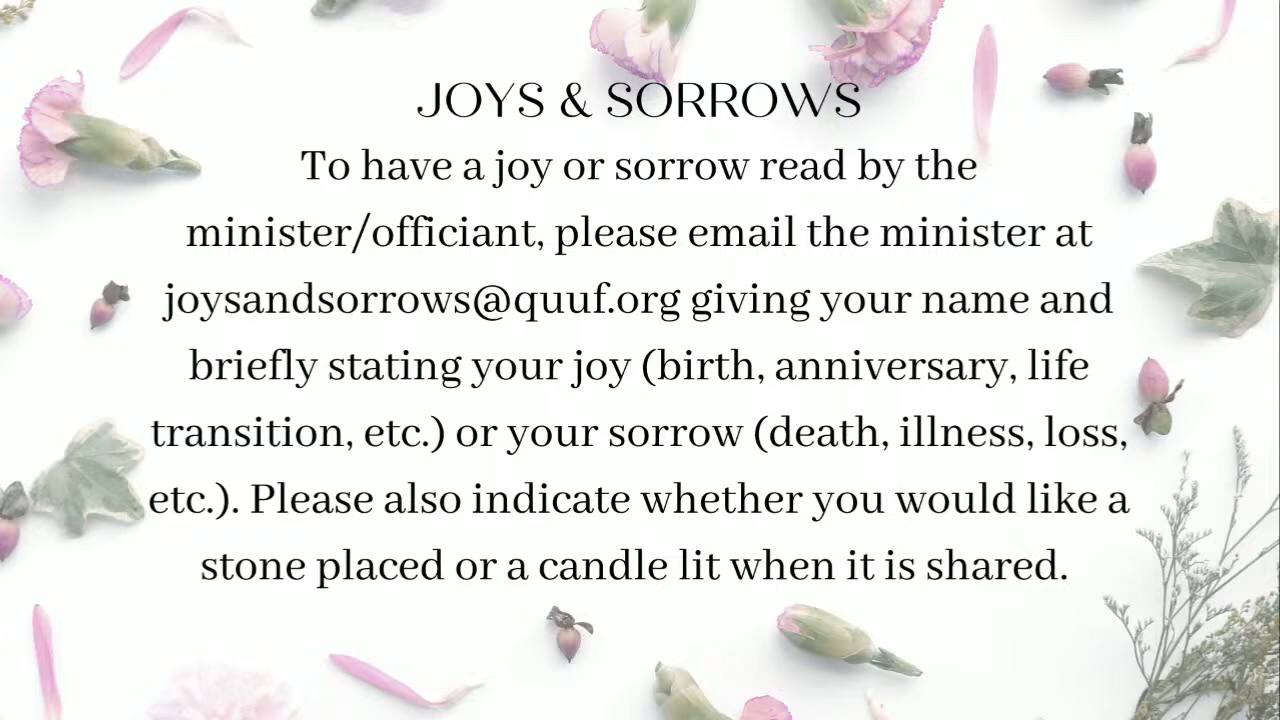 JOYS & SORROWS
To have a joy or sorrow read by the
minister/officiant, please email the minister at
joysandsorrows@quuf.org giving your name and
briefly stating your joy (birth, anniversary, life
transition, etc.) or your sorrow (death, illness, loss,
etc.). Please also indicate whether you would like a
stone placed or a candle lit when it is shared.